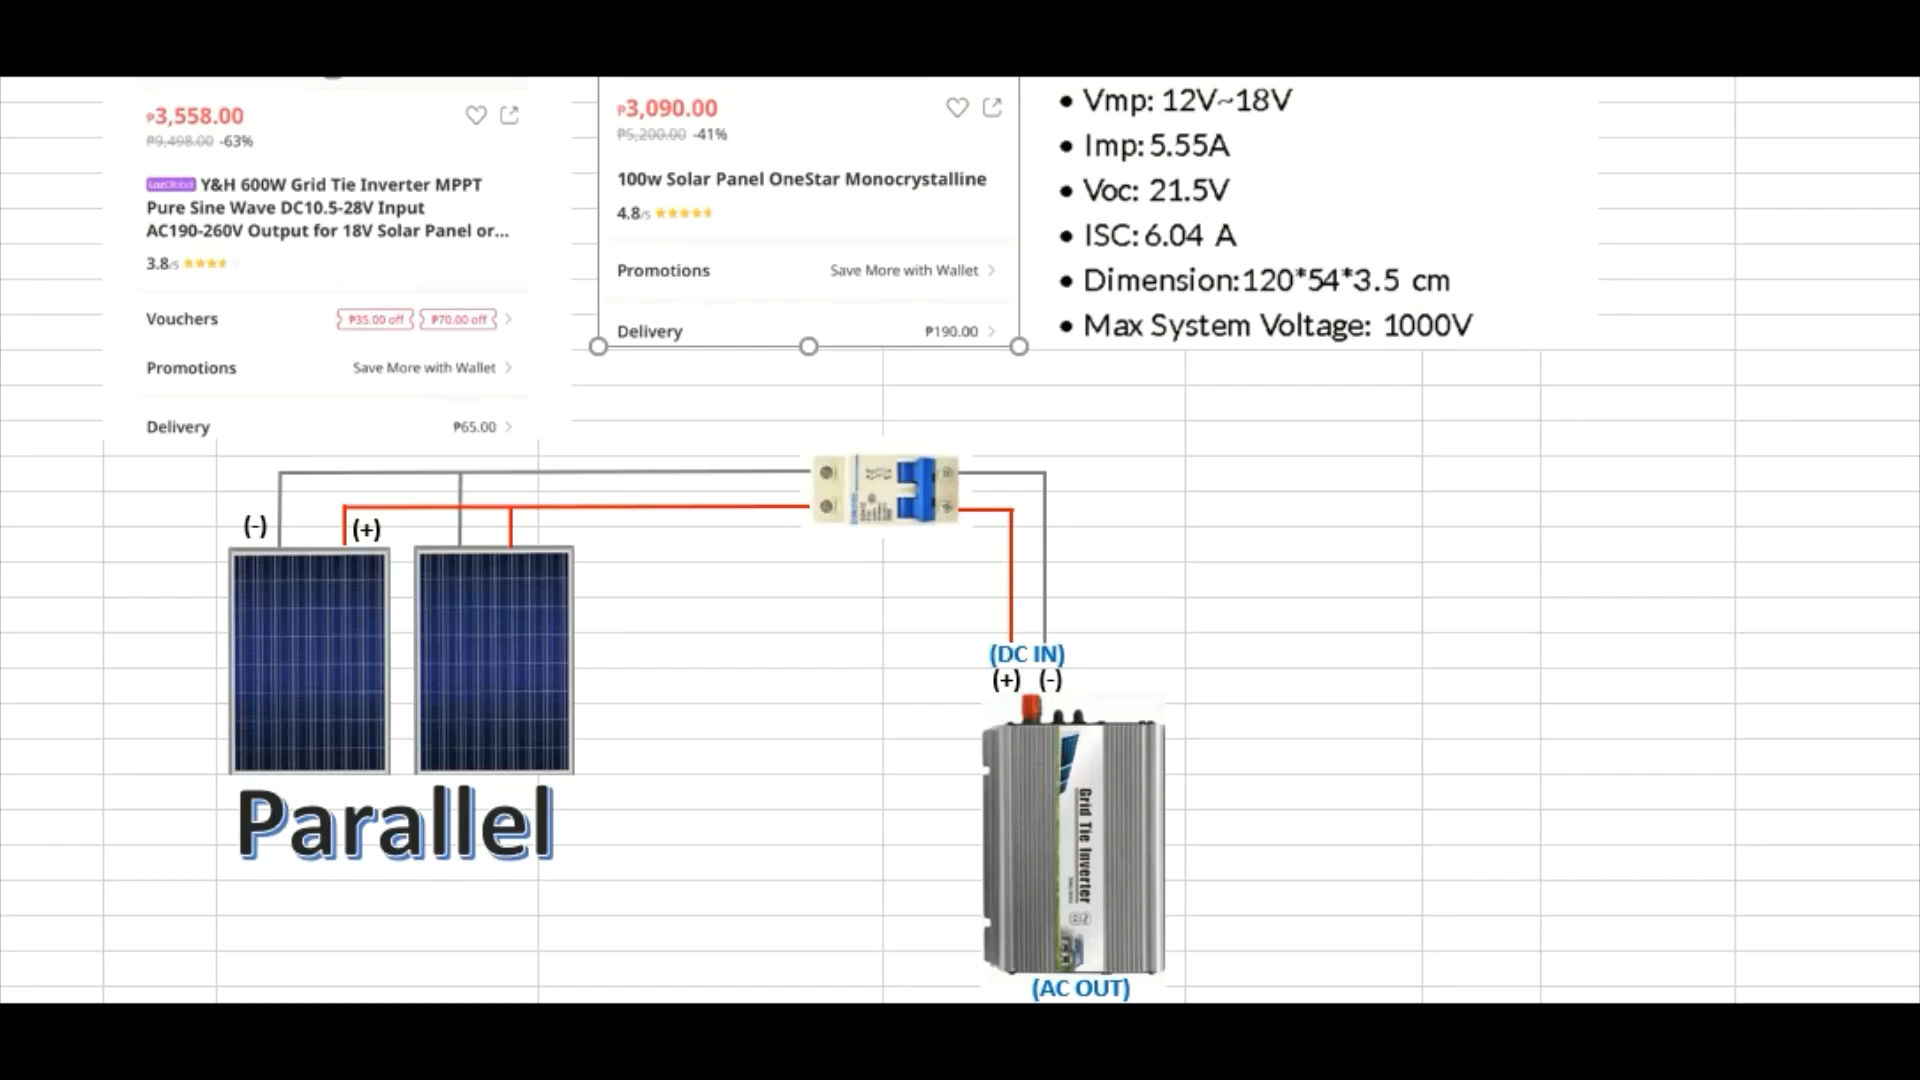 ₱3,558.00
₱9,498.00 -63%
LazGlobal Y&H 600W Grid Tie Inverter MPPT
Pure Sine Wave DC10.5-28V Input
AC190-260V Output for 18V Solar Panel or...
3.8/5
Vouchers ₱35.00 off ₱70.00 off
Promotions Save More with Wallet
Delivery ₱65.00
₱3,090.00
₱5,200.00 -41%
100w Solar Panel OneStar Monocrystalline
4.8/5
Promotions Save More with Wallet
Delivery ₱190.00
• Vmp: 12V~18V
• Imp: 5.55A
• Voc: 21.5V
• ISC: 6.04 A
• Dimension:120*54*3.5 cm
• Max System Voltage: 1000V
(-) (+)
Parallel
(DC IN)
(+) (-)
Grid Tie Inverter
(AC OUT)